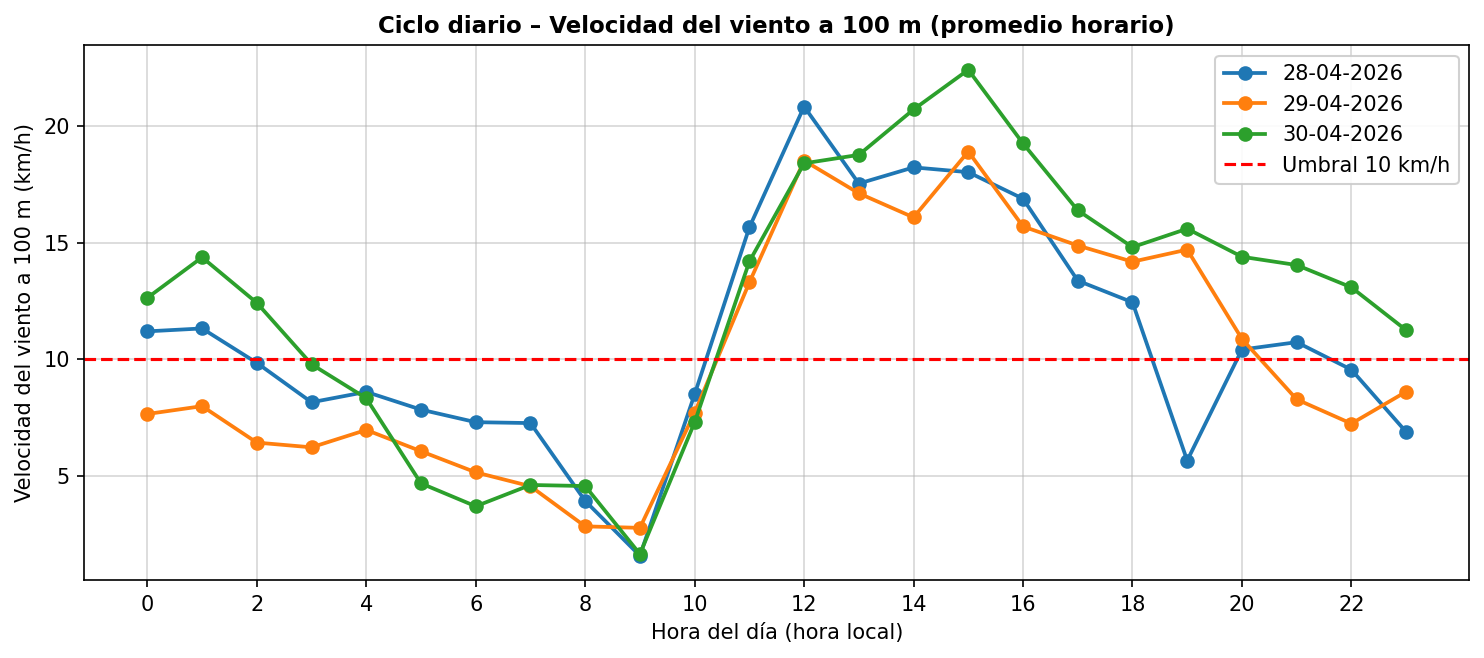 Ciclo diario – Velocidad del viento a 100 m (promedio horario)
Velocidad del viento a 100 m (km/h)
20
15
10
5
28-04-2026
29-04-2026
30-04-2026
Umbral 10 km/h
0 2 4 6 8 10 12 14 16 18 20 22
Hora del día (hora local)